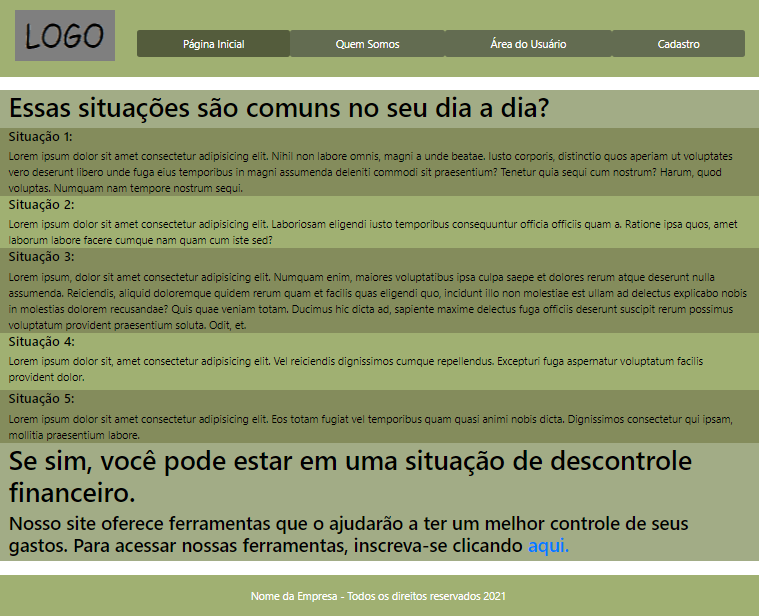 LOGO
Página Inicial
Quem Somos
Área do Usuário
Cadastro
Essas situações são comuns no seu dia a dia?
Situação 1:
Lorem ipsum dolor sit amet consectetur adipisicing elit. Nihil non labore omnis, magni a unde beatae. Iusto corporis, distinctio quos aperiam ut voluptates
vero deserunt libero unde fuga eius temporibus in magni assumenda deleniti commodi sit praesentium? Tenetur quia sequi cum nostrum? Harum, quod
voluptas. Numquam nam tempore nostrum sequi.
Situação 2:
Lorem ipsum dolor sit amet consectetur adipisicing elit. Laboriosam eligendi iusto temporibus consequuntur officia officiis quam a. Ratione ipsa quos, amet
laborum labore facere cumque nam quam cum iste sed?
Situação 3:
Lorem ipsum, dolor sit amet consectetur adipisicing elit. Numquam enim, maiores voluptatibus ipsa culpa saepe et dolores rerum atque deserunt nulla
assumenda. Reiciendis, aliquid doloremque quidem rerum quam et facilis quas eligendi quo, incidunt illo non molestiae est ullam ad delectus explicabo nobis
in molestias dolorem recusandae? Quis quae veniam totam. Ducimus hic dicta ad, sapiente maxime delectus fuga officiis deserunt suscipit rerum possimus
voluptatum provident praesentium soluta. Odit, et.
Situação 4:
Lorem ipsum dolor sit, amet consectetur adipisicing elit. Vel reiciendis dignissimos cumque repellendus. Excepturi fuga aspernatur voluptatum facilis
provident dolor.
Situação 5:
Lorem ipsum dolor sit amet consectetur adipisicing elit. Eos totam fugiat vel temporibus quam quasi animi nobis dicta. Dignissimos consectetur qui ipsam,
mollitia praesentium labore.
Se sim, você pode estar em uma situação de descontrole
financeiro.
Nosso site oferece ferramentas que o ajudarão a ter um melhor controle de seus
gastos. Para acessar nossas ferramentas, inscreva-se clicando aqui.
Nome da Empresa - Todos os direitos reservados 2021